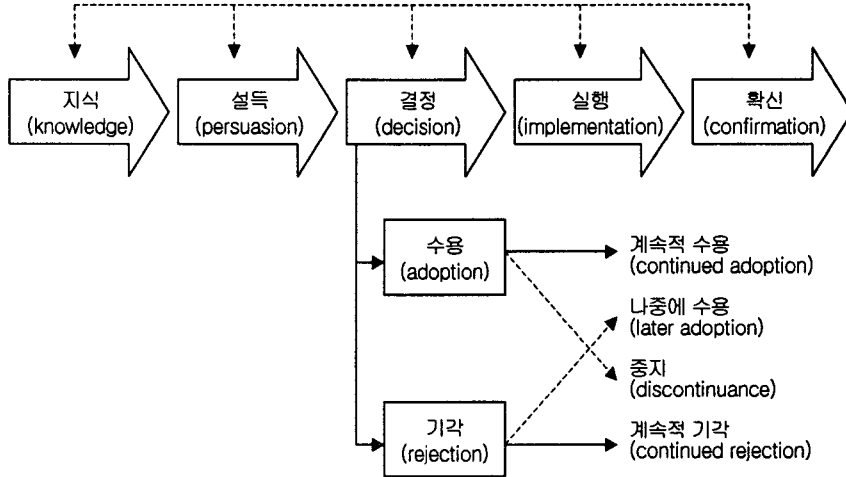 지식
(knowledge)
설득
(persuasion)
결정
(decision)
실행
(implementation)
확신
(confirmation)
수용
(adoption)
계속적 수용
(continued adoption)
나중에 수용
(later adoption)
중지
(discontinuance)
기각
(rejection)
계속적 기각
(continued rejection)